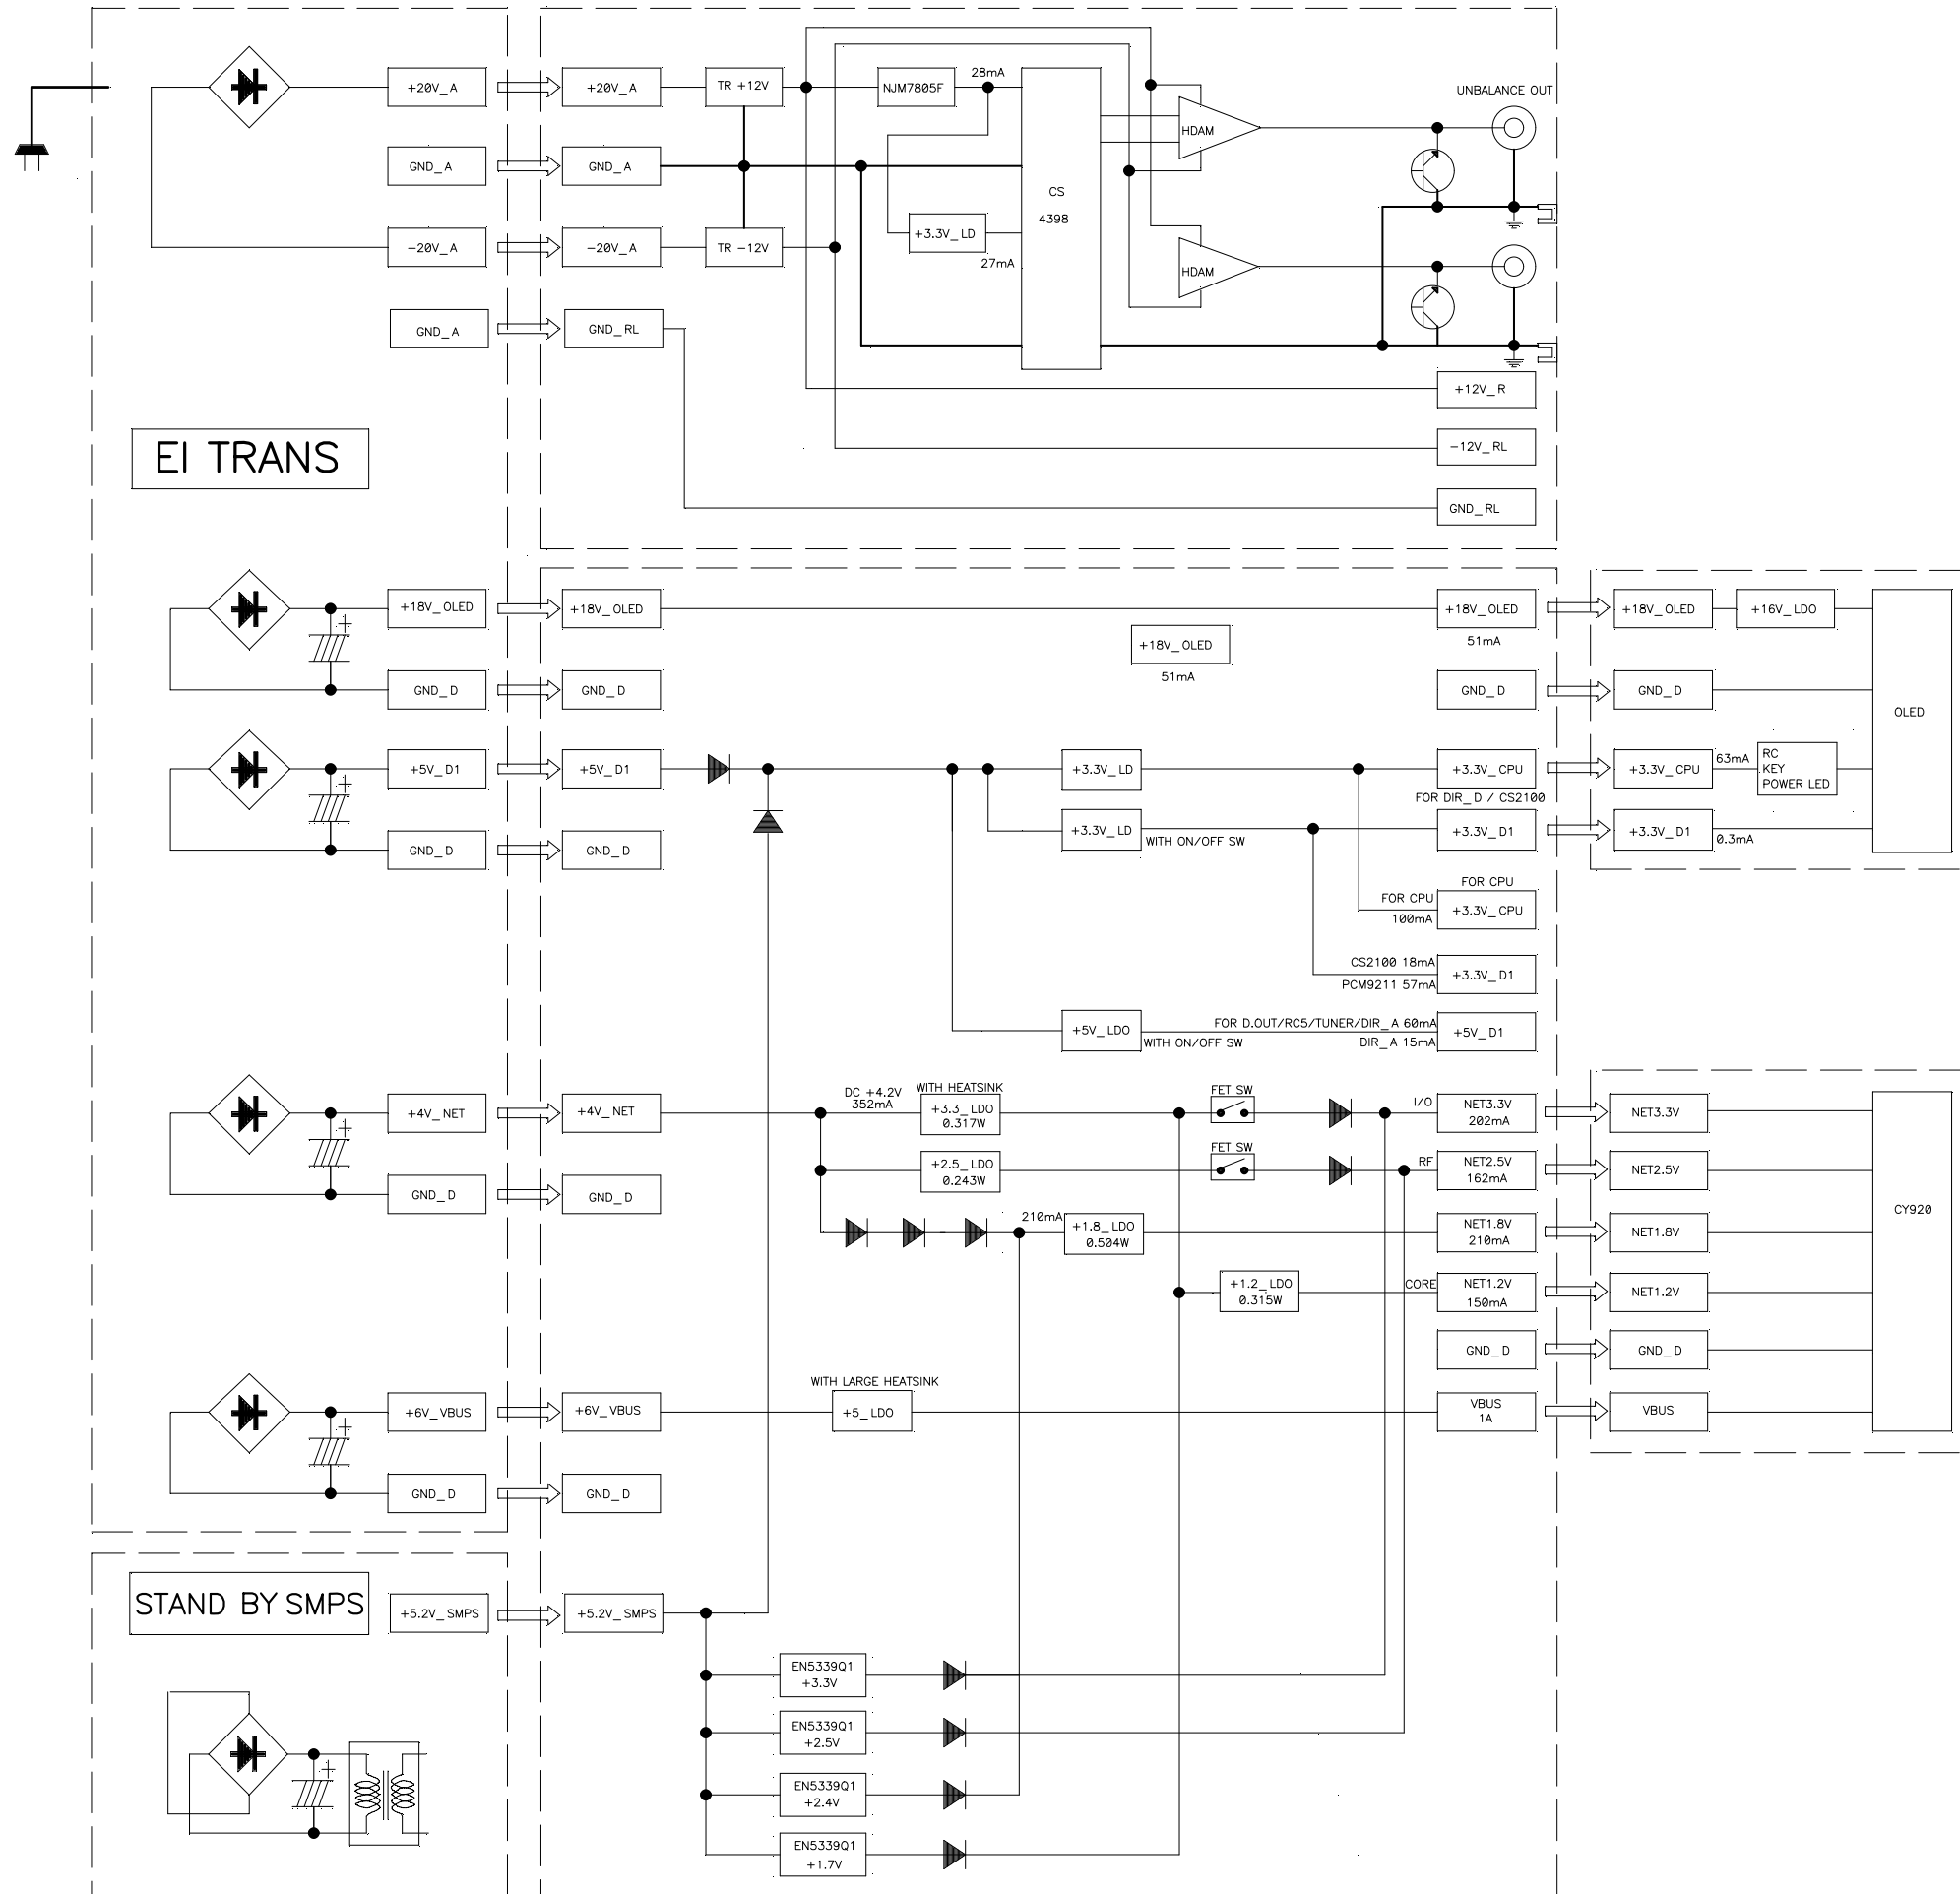 UNBALANCE OUT
+20V_A
+20V_A
TR +12V
NJM7805F
28mA
HDAM
GND_A
GND_A
CS
4398
-20V_A
-20V_A
TR -12V
+3.3V_LD
27mA
HDAM
GND_A
GND_RL
+12V_R
EI TRANS
-12V_RL
GND_RL
+18V_OLED
+18V_OLED
+18V_OLED
51mA
+18V_OLED
51mA
+18V_OLED
+16V_LDO
GND_D
GND_D
GND_D
GND_D
OLED
+5V_D1
+5V_D1
+3.3V_LD
+3.3V_CPU
+3.3V_CPU
63mA
RC
KEY
POWER LED
FOR DIR_D / CS2100
+3.3V_LD
WITH ON/OFF SW
+3.3V_D1
+3.3V_D1
0.3mA
GND_D
GND_D
FOR CPU
FOR CPU
100mA
+3.3V_CPU
CS2100 18mA
PCM9211 57mA
+3.3V_D1
+5V_LDO
WITH ON/OFF SW
FOR D.OUT/RC5/TUNER/DIR_A 60mA
DIR_A 15mA
+5V_D1
+4V_NET
+4V_NET
DC +4.2V
352mA
WITH HEATSINK
+3.3_LDO
0.317W
FET SW
I/O
NET3.3V
202mA
NET3.3V
+2.5_LDO
0.243W
FET SW
RF
NET2.5V
162mA
NET2.5V
GND_D
GND_D
210mA
+1.8_LDO
0.504W
NET1.8V
210mA
NET1.8V
CY920
+1.2_LDO
0.315W
CORE
NET1.2V
150mA
NET1.2V
GND_D
GND_D
+6V_VBUS
+6V_VBUS
WITH LARGE HEATSINK
+5_LDO
VBUS
1A
VBUS
GND_D
GND_D
STAND BY SMPS
+5.2V_SMPS
+5.2V_SMPS
EN5339Q1
+3.3V
EN5339Q1
+2.5V
EN5339Q1
+2.4V
EN5339Q1
+1.7V